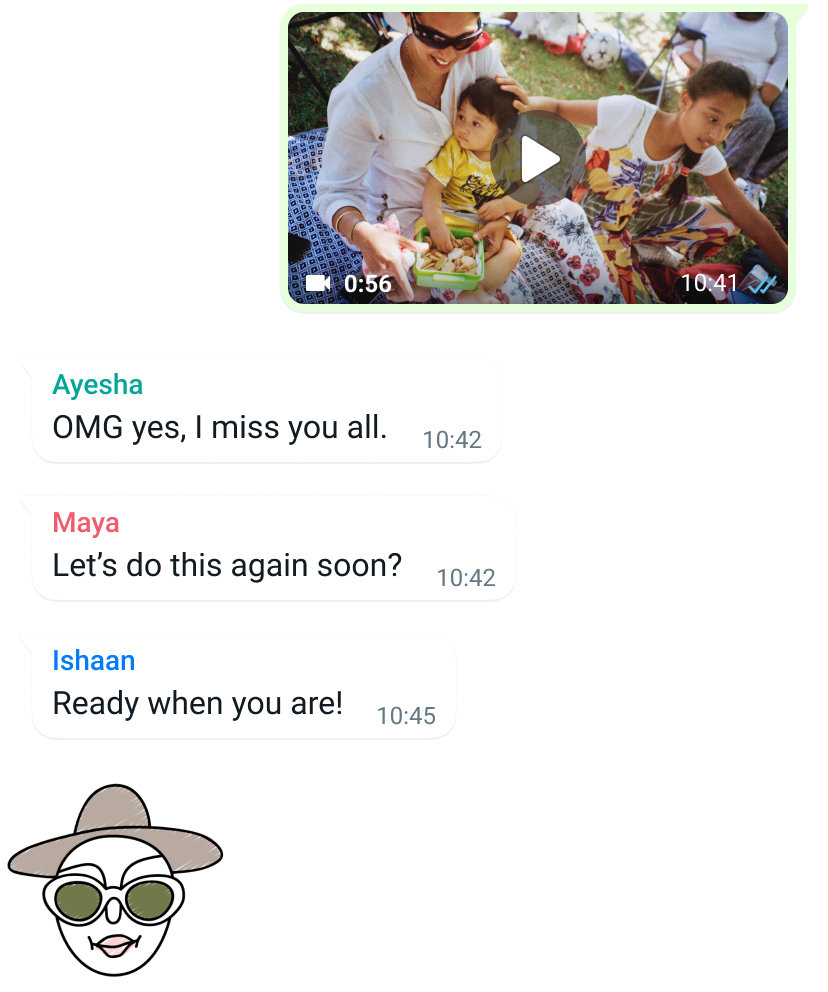 0:56 10:41
Ayesha
OMG yes, I miss you all. 10:42
Maya
Let’s do this again soon? 10:42
Ishaan
Ready when you are! 10:45